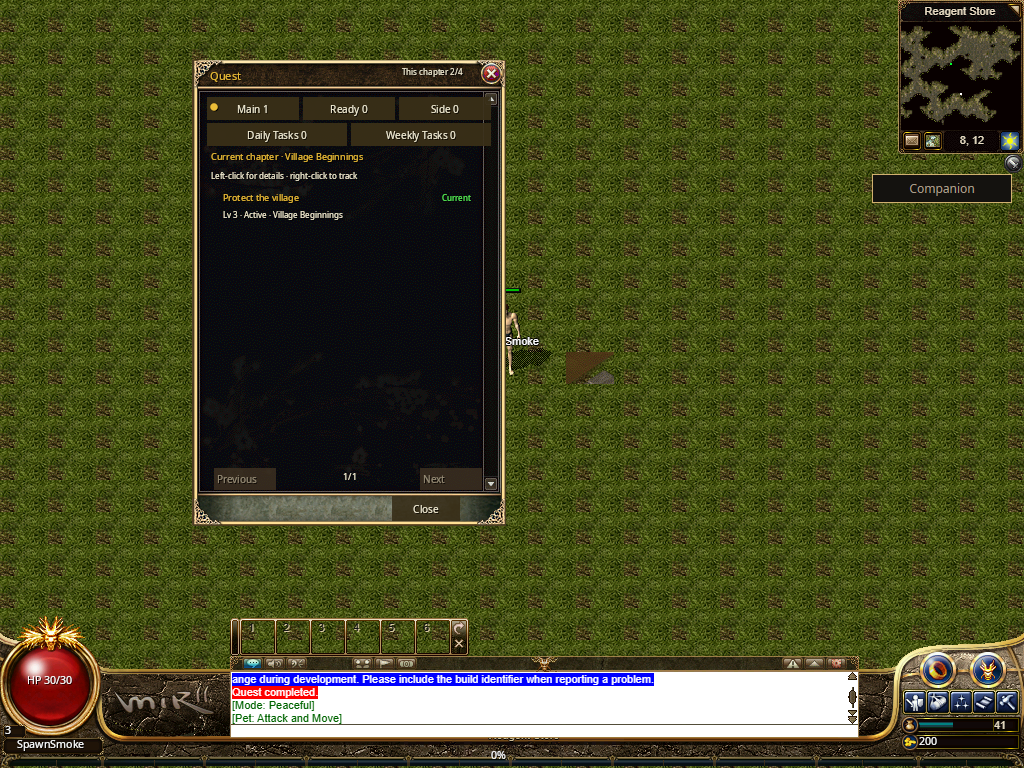 Reagent Store
Quest
This chapter 2/4
Main 1
Ready 0
Side 0
Daily Tasks 0
Weekly Tasks 0
Current chapter · Village Beginnings
Left-click for details · right-click to track
Protect the village
Current
Lv 3 · Active · Village Beginnings
8, 12
Companion
Smoke
Previous
1/1
Next
Close
1 2 3 4 5 6
HP 30/30
ange during development. Please include the build identifier when reporting a problem.
Quest completed.
[Mode: Peaceful]
[Pet: Attack and Move]
3
SpawnSmoke
41
200
0%